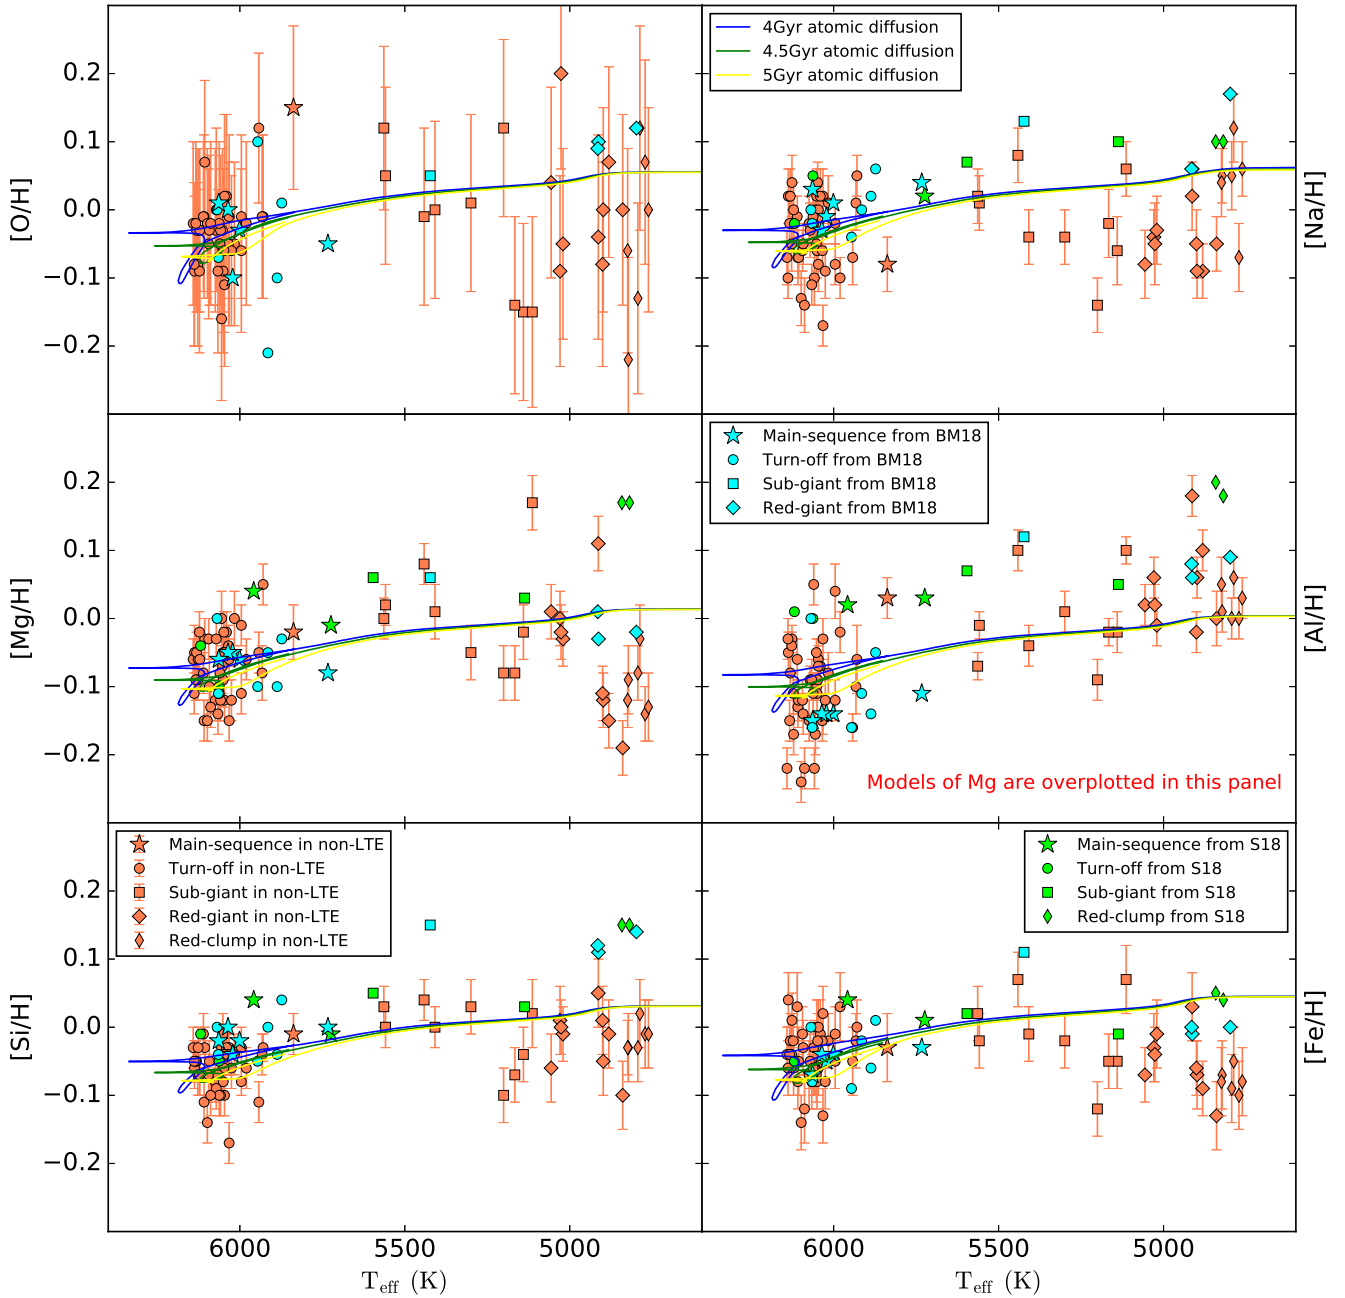 4Gyr atomic diffusion
4.5Gyr atomic diffusion
5Gyr atomic diffusion
0.2
0.1
0.0
−0.1
−0.2
[O/H]
[Na/H]
Main-sequence from BM18
Turn-off from BM18
Sub-giant from BM18
Red-giant from BM18
0.2
0.1
0.0
−0.1
−0.2
[Mg/H]
[Al/H]
Models of Mg are overplotted in this panel
Main-sequence in non-LTE
Turn-off in non-LTE
Sub-giant in non-LTE
Red-giant in non-LTE
Red-clump in non-LTE
Main-sequence from S18
Turn-off from S18
Sub-giant from S18
Red-clump from S18
0.2
0.1
0.0
−0.1
−0.2
[Si/H]
[Fe/H]
6000 5500 5000
6000 5500 5000
T_eff (K)
T_eff (K)